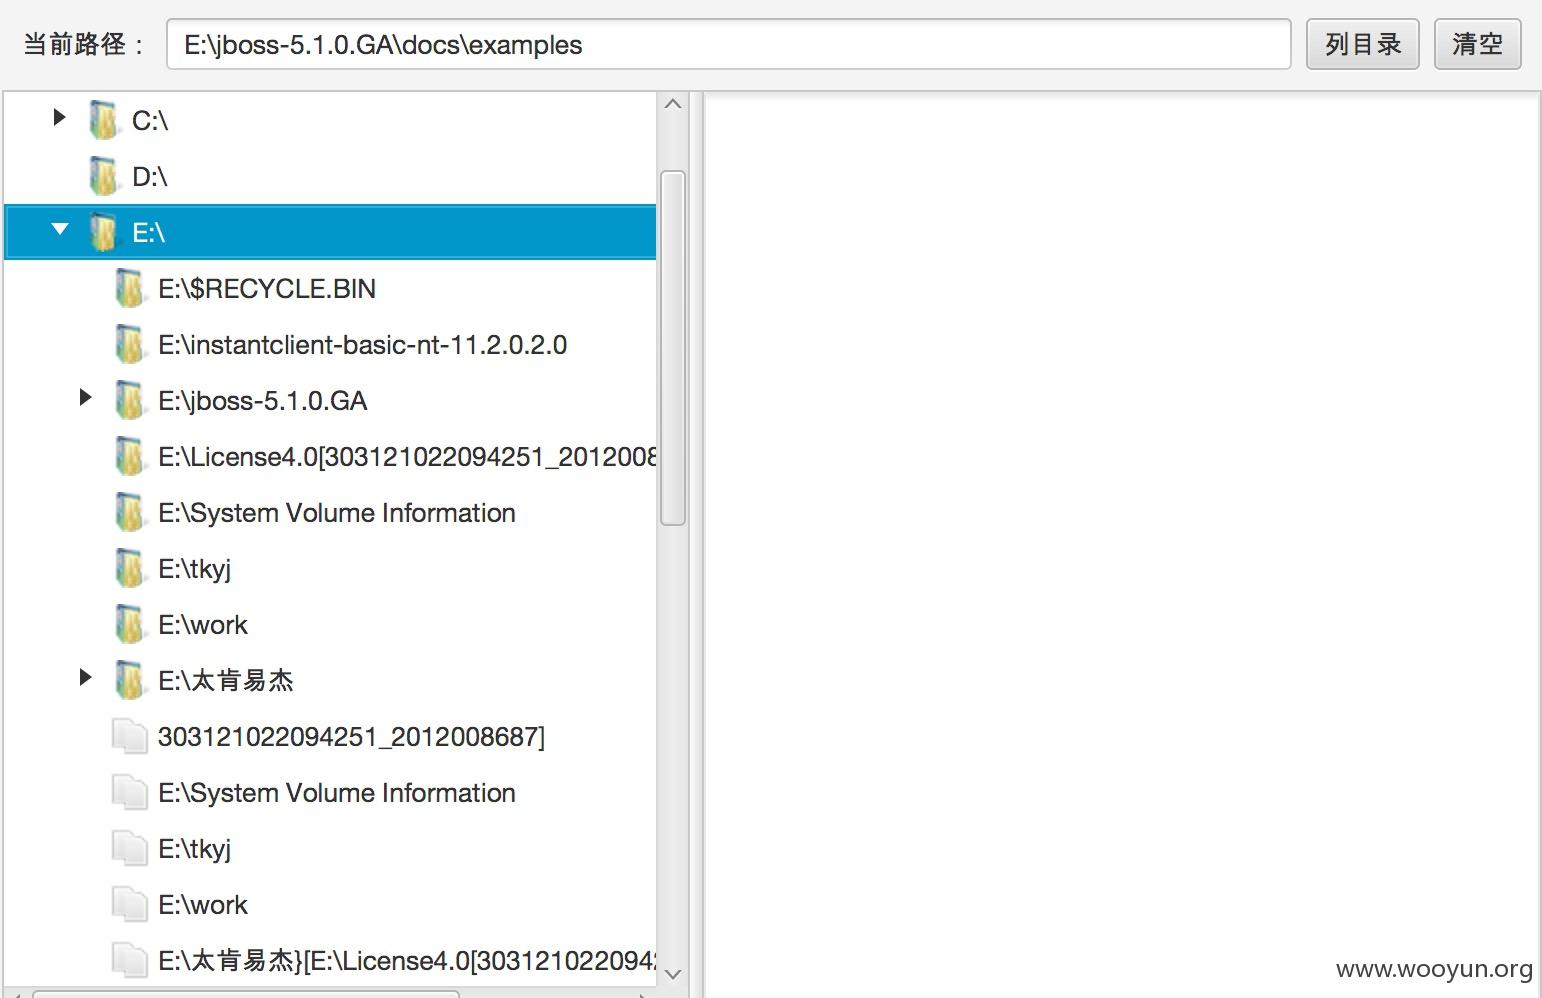 当前路径： E:\jboss-5.1.0.GA\docs\examples 列目录 清空
C:\
D:\
E:\
E:\$RECYCLE.BIN
E:\instantclient-basic-nt-11.2.0.2.0
E:\jboss-5.1.0.GA
E:\License4.0[303121022094251_2012008
E:\System Volume Information
E:\tkyj
E:\work
E:\太肯易杰
303121022094251_2012008687]
E:\System Volume Information
E:\tkyj
E:\work
E:\太肯易杰}[E:\License4.0[3031210220942
www.wooyun.org